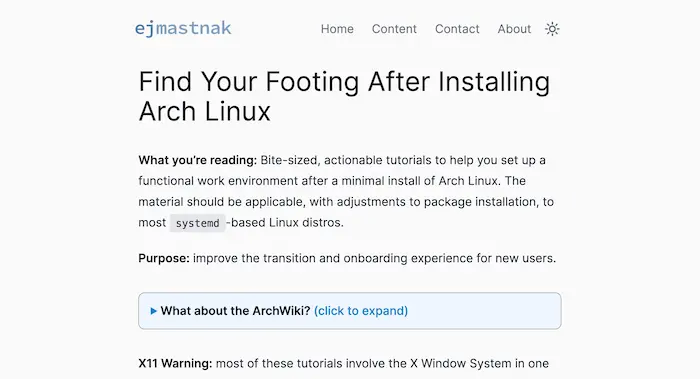 ejmastnak
Home Content Contact About
Find Your Footing After Installing
Arch Linux
What you’re reading: Bite-sized, actionable tutorials to help you set up a
functional work environment after a minimal install of Arch Linux. The
material should be applicable, with adjustments to package installation, to
most systemd-based Linux distros.
Purpose: improve the transition and onboarding experience for new users.
▶ What about the ArchWiki? (click to expand)
X11 Warning: most of these tutorials involve the X Window System in one